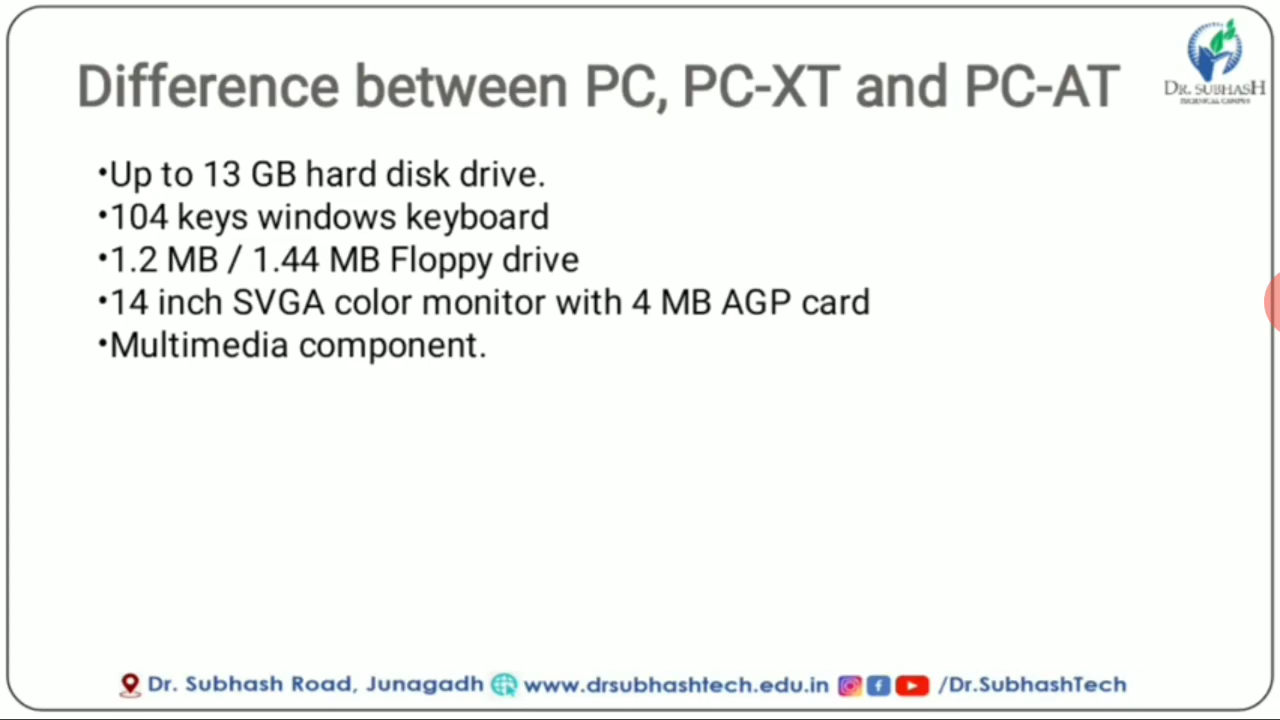 Difference between PC, PC-XT and PC-AT
DR. SUBHASH
TECHNICAL CAMPUS
•Up to 13 GB hard disk drive.
•104 keys windows keyboard
•1.2 MB / 1.44 MB Floppy drive
•14 inch SVGA color monitor with 4 MB AGP card
•Multimedia component.
Dr. Subhash Road, Junagadh www.drsubhashtech.edu.in /Dr.SubhashTech